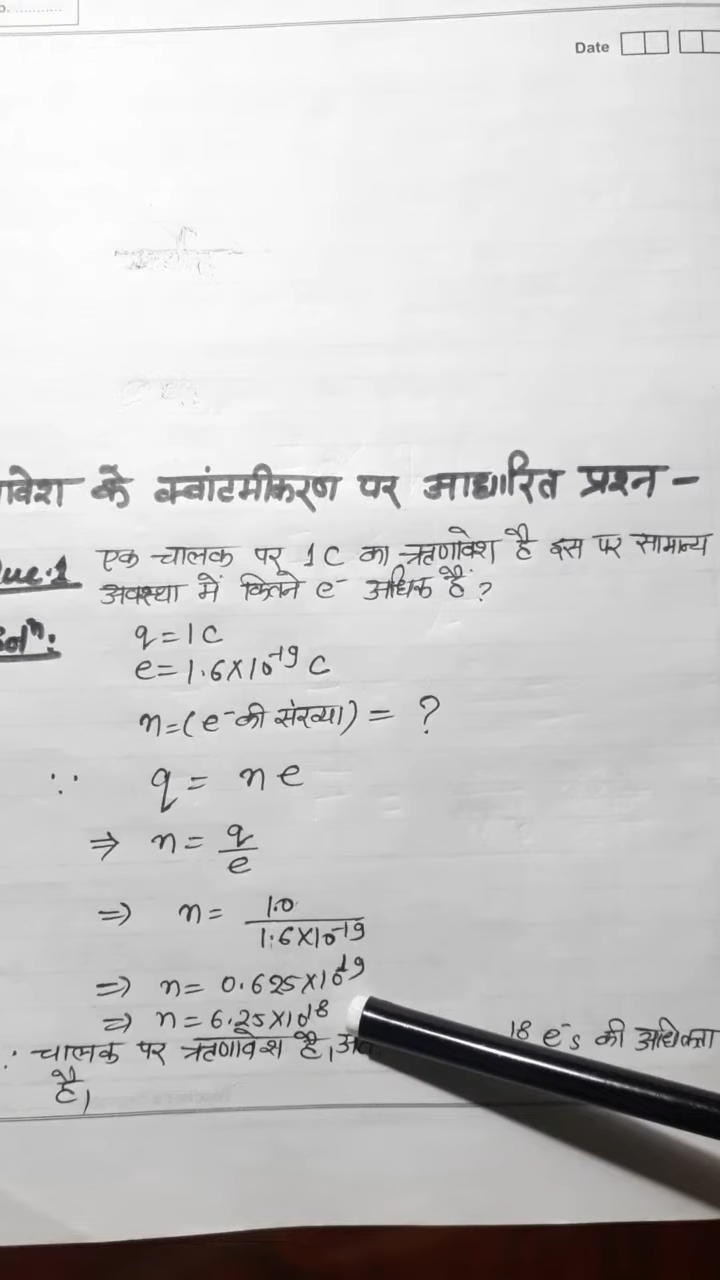 Date
के क्वांटमीकरण पर आधारित प्रश्न -
एक चालक पर 1C का ऋणावेश है इस पर सामान्य
अवस्था में कितने e⁻ अधिक हैं?
q = 1C
e = 1.6×10⁻¹⁹ C
n = (e⁻ की संख्या) = ?
∵ q = ne
⇒ n = q/e
⇒ n = 1.0/1.6×10⁻¹⁹
⇒ n = 0.625×10¹⁹
⇒ n = 6.25×10¹⁸
∵ चालक पर ऋणावेश है, 18 e⁻s की अधिकता
है,